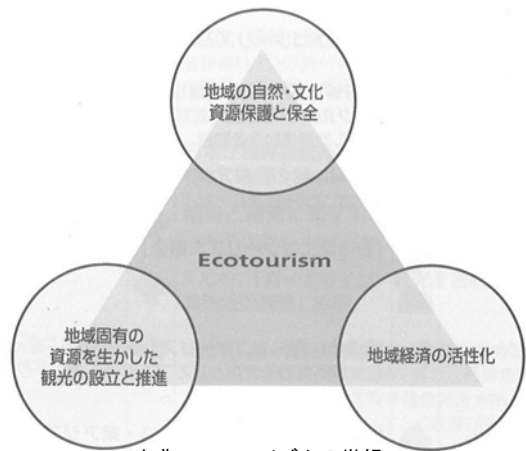 地域の自然・文化
資源保護と保全
Ecotourism
地域固有の
資源を生かした
観光の設立と推進
地域経済の活性化